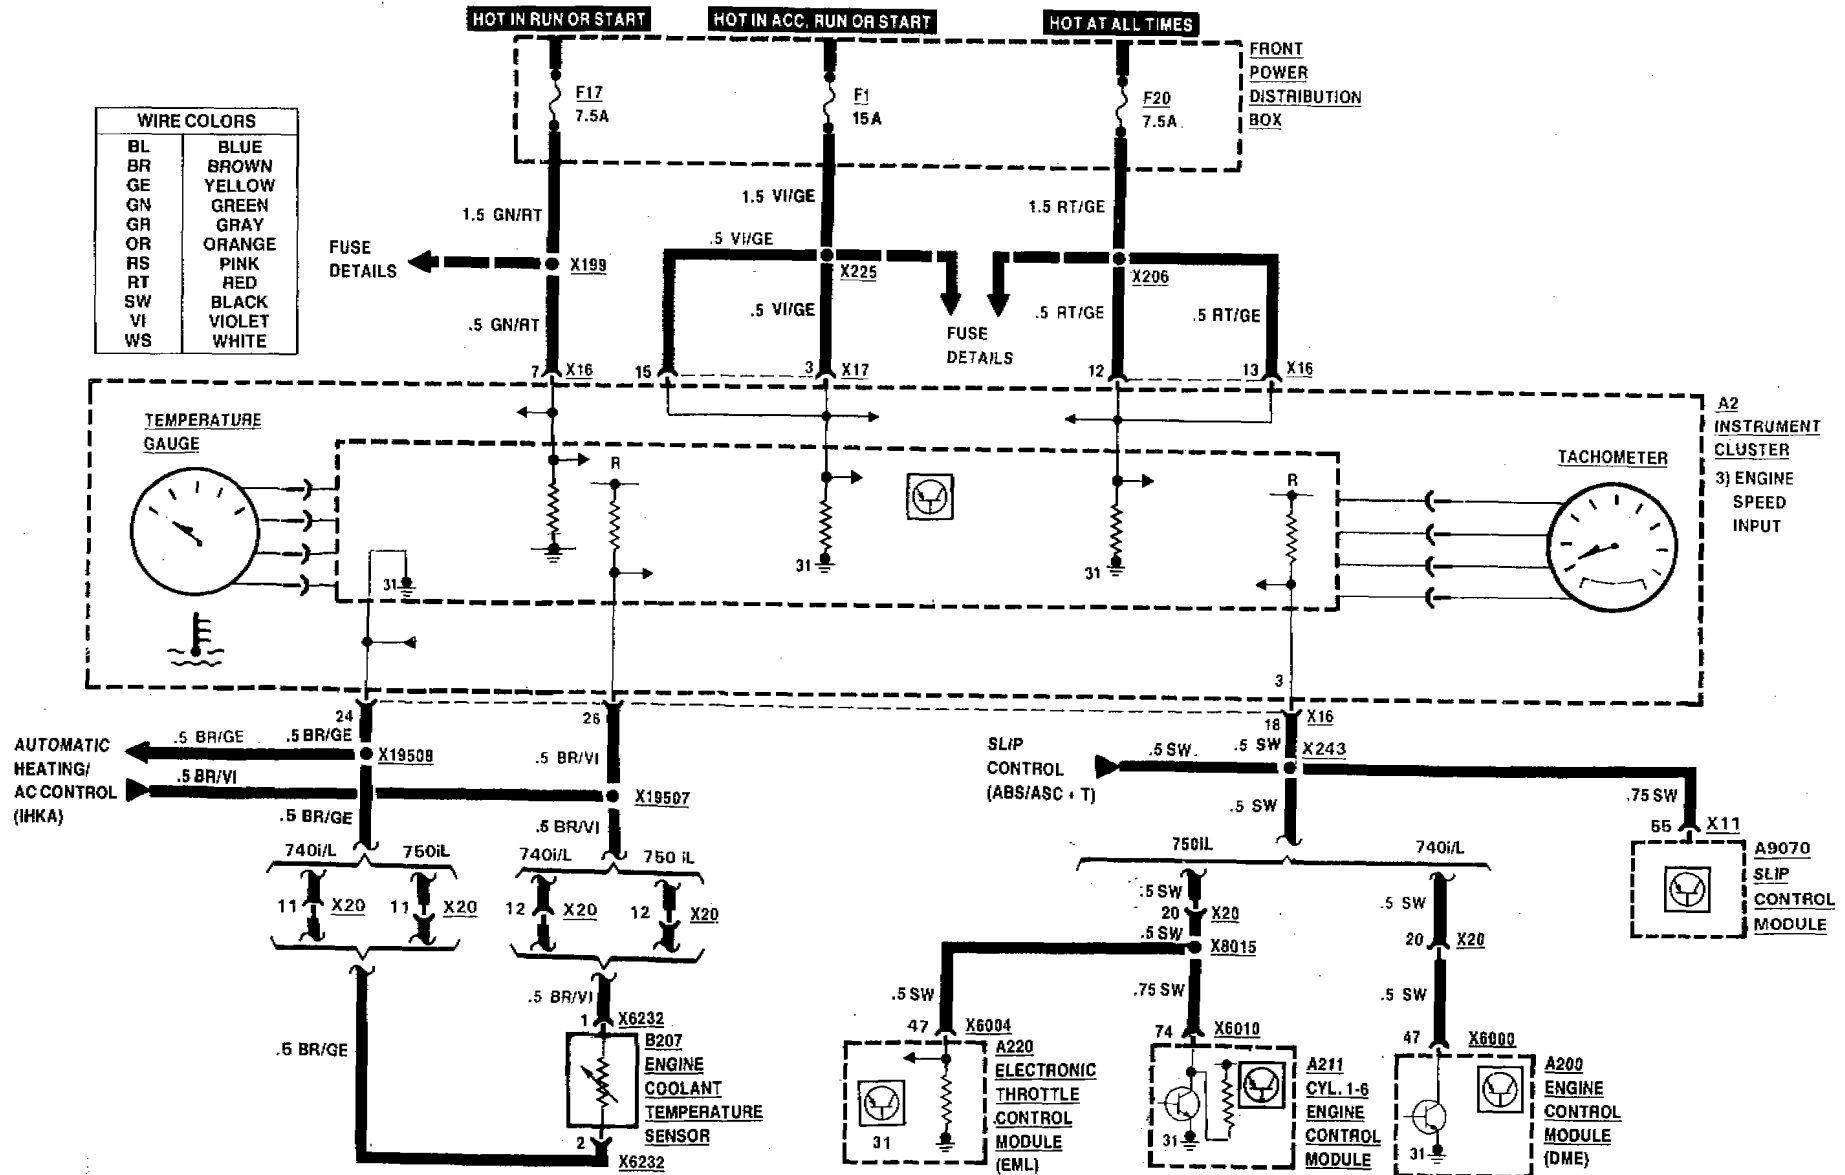 HOT IN RUN OR START
HOT IN ACC, RUN OR START
HOT AT ALL TIMES
FRONT
POWER
DISTRIBUTION
BOX
F17
7.5A
F1
15A
F20
7.5A
WIRE COLORS
BL BLUE
BR BROWN
GE YELLOW
GN GREEN
GR GRAY
OR ORANGE
RS PINK
RT RED
SW BLACK
VI VIOLET
WS WHITE
1.5 GN/RT
1.5 VI/GE
1.5 RT/GE
FUSE
DETAILS
X199
.5 VI/GE
X225
X206
.5 GN/RT
.5 VI/GE
.5 RT/GE
.5 RT/GE
FUSE
DETAILS
7 X16
15
3 X17
12
13 X16
TEMPERATURE
GAUGE
A2
INSTRUMENT
CLUSTER
3) ENGINE
SPEED
INPUT
TACHOMETER
R
R
31
31
31
3
24
26
18 X16
AUTOMATIC
HEATING/
AC CONTROL
(IHKA)
.5 BR/GE
.5 BR/GE
X19508
.5 BR/VI
.5 BR/VI
X19507
.5 BR/GE
.5 BR/VI
SLIP
CONTROL
(ABS/ASC + T)
.5 SW
.5 SW
X243
.5 SW
.75 SW
55 X11
A9070
SLIP
CONTROL
MODULE
740i/L 750iL
740i/L 750 iL
750IL 740i/L
11 X20
11 X20
12 X20
12 X20
.5 SW
20 X20
.5 SW
X8015
.5 SW
20 X20
.5 BR/VI
.5 SW
.75 SW
.5 SW
1 X6232
B207
ENGINE
COOLANT
TEMPERATURE
SENSOR
.5 BR/GE
2
X6232
47 X6004
A220
ELECTRONIC
THROTTLE
CONTROL
MODULE
(EML)
31
74 X6010
A211
CYL. 1-6
ENGINE
CONTROL
MODULE
31
47 X6000
A200
ENGINE
CONTROL
MODULE
(DME)
31